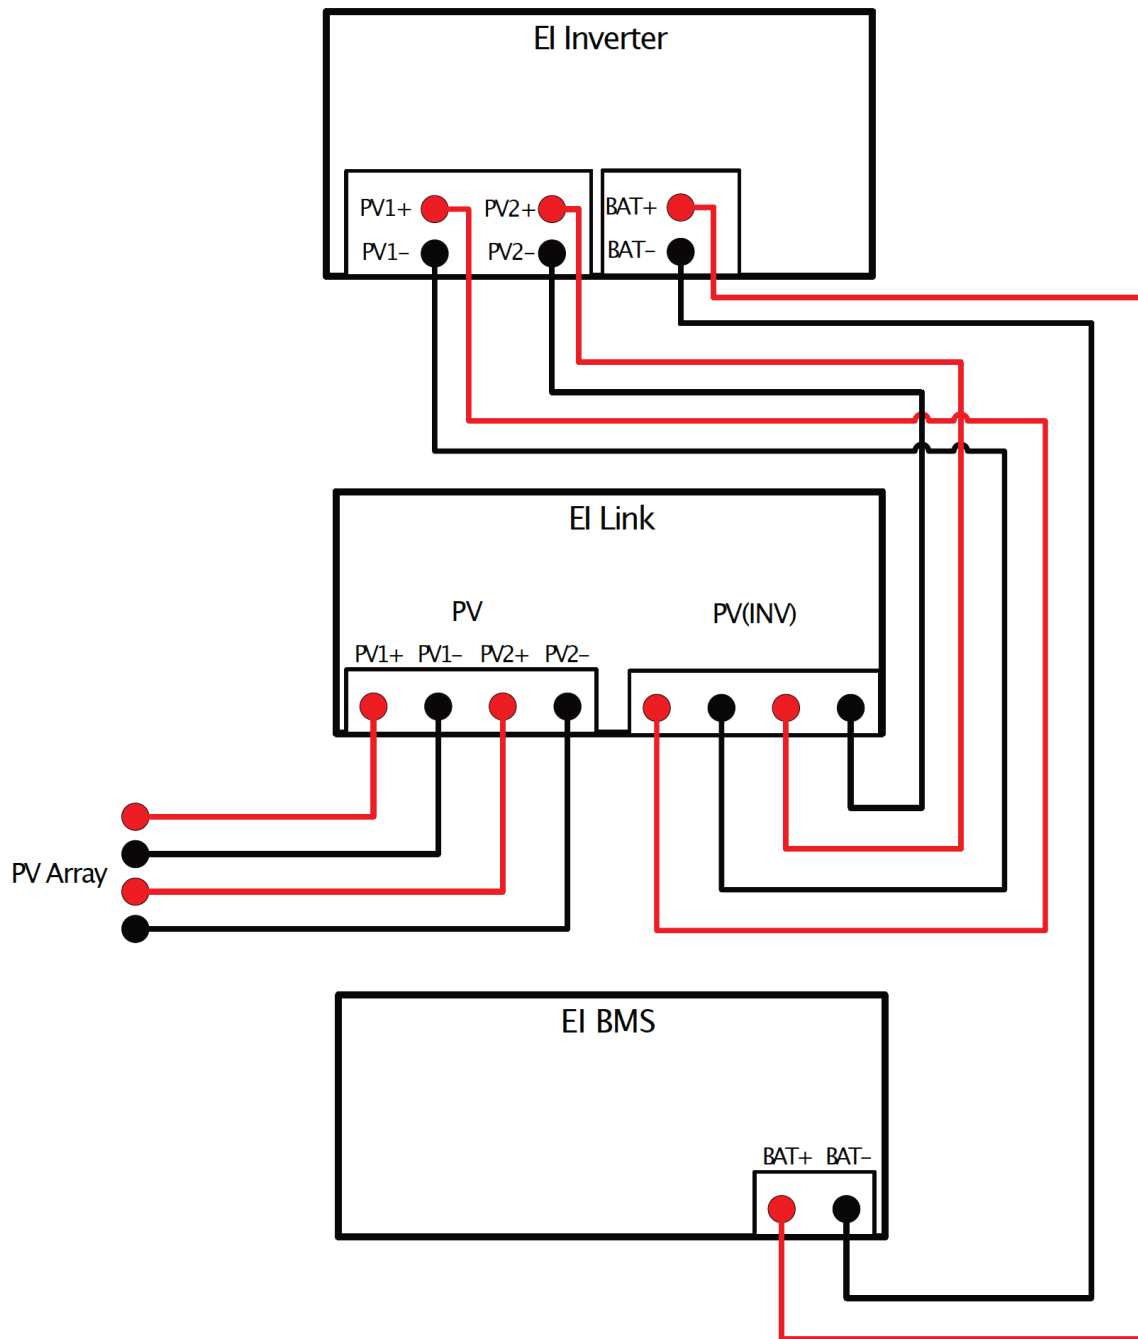 EI Inverter
PV1+ PV2+ BAT+
PV1− PV2− BAT−
EI Link
PV PV(INV)
PV1+ PV1− PV2+ PV2−
PV Array
EI BMS
BAT+ BAT−